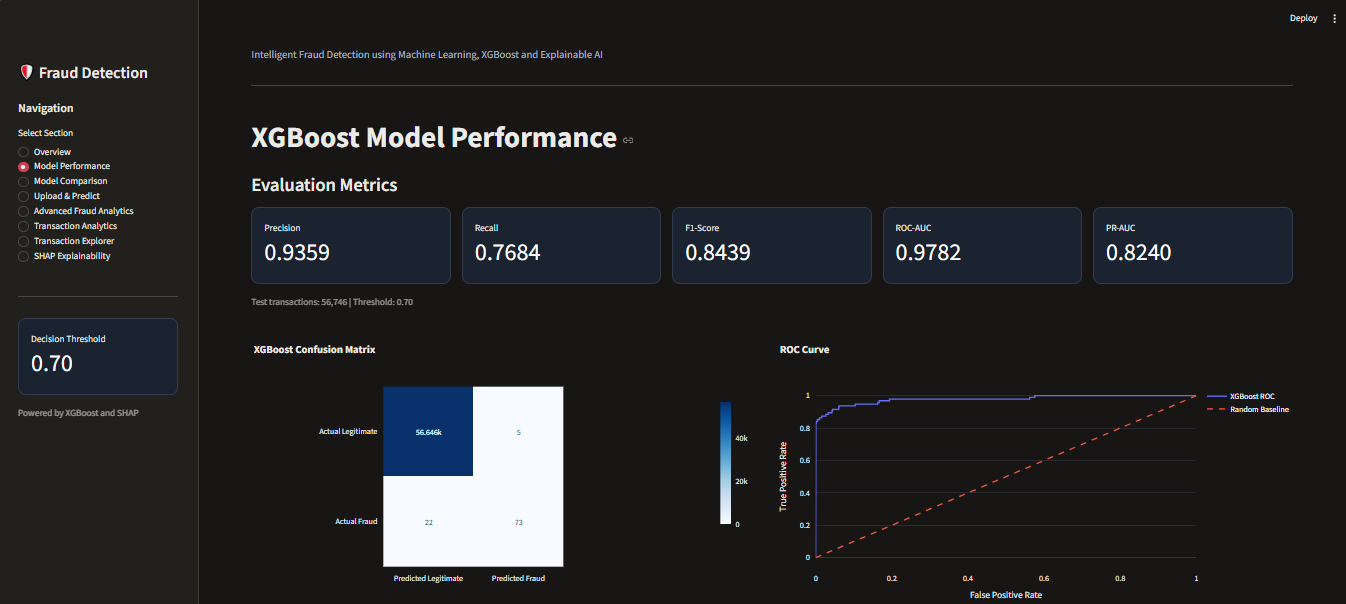 Deploy
Fraud Detection
Navigation
Select Section
Overview
Model Performance
Model Comparison
Upload & Predict
Advanced Fraud Analytics
Transaction Analytics
Transaction Explorer
SHAP Explainability
Decision Threshold
0.70
Powered by XGBoost and SHAP
Intelligent Fraud Detection using Machine Learning, XGBoost and Explainable AI
XGBoost Model Performance
Evaluation Metrics
Precision
0.9359
Recall
0.7684
F1-Score
0.8439
ROC-AUC
0.9782
PR-AUC
0.8240
Test transactions: 56,746 | Threshold: 0.70
XGBoost Confusion Matrix
Actual Legitimate
56.646k
5
Actual Fraud
22
73
Predicted Legitimate
Predicted Fraud
40k
20k
0
ROC Curve
True Positive Rate
1
0.8
0.6
0.4
0.2
0
0
0.2
0.4
0.6
0.8
1
False Positive Rate
XGBoost ROC
Random Baseline